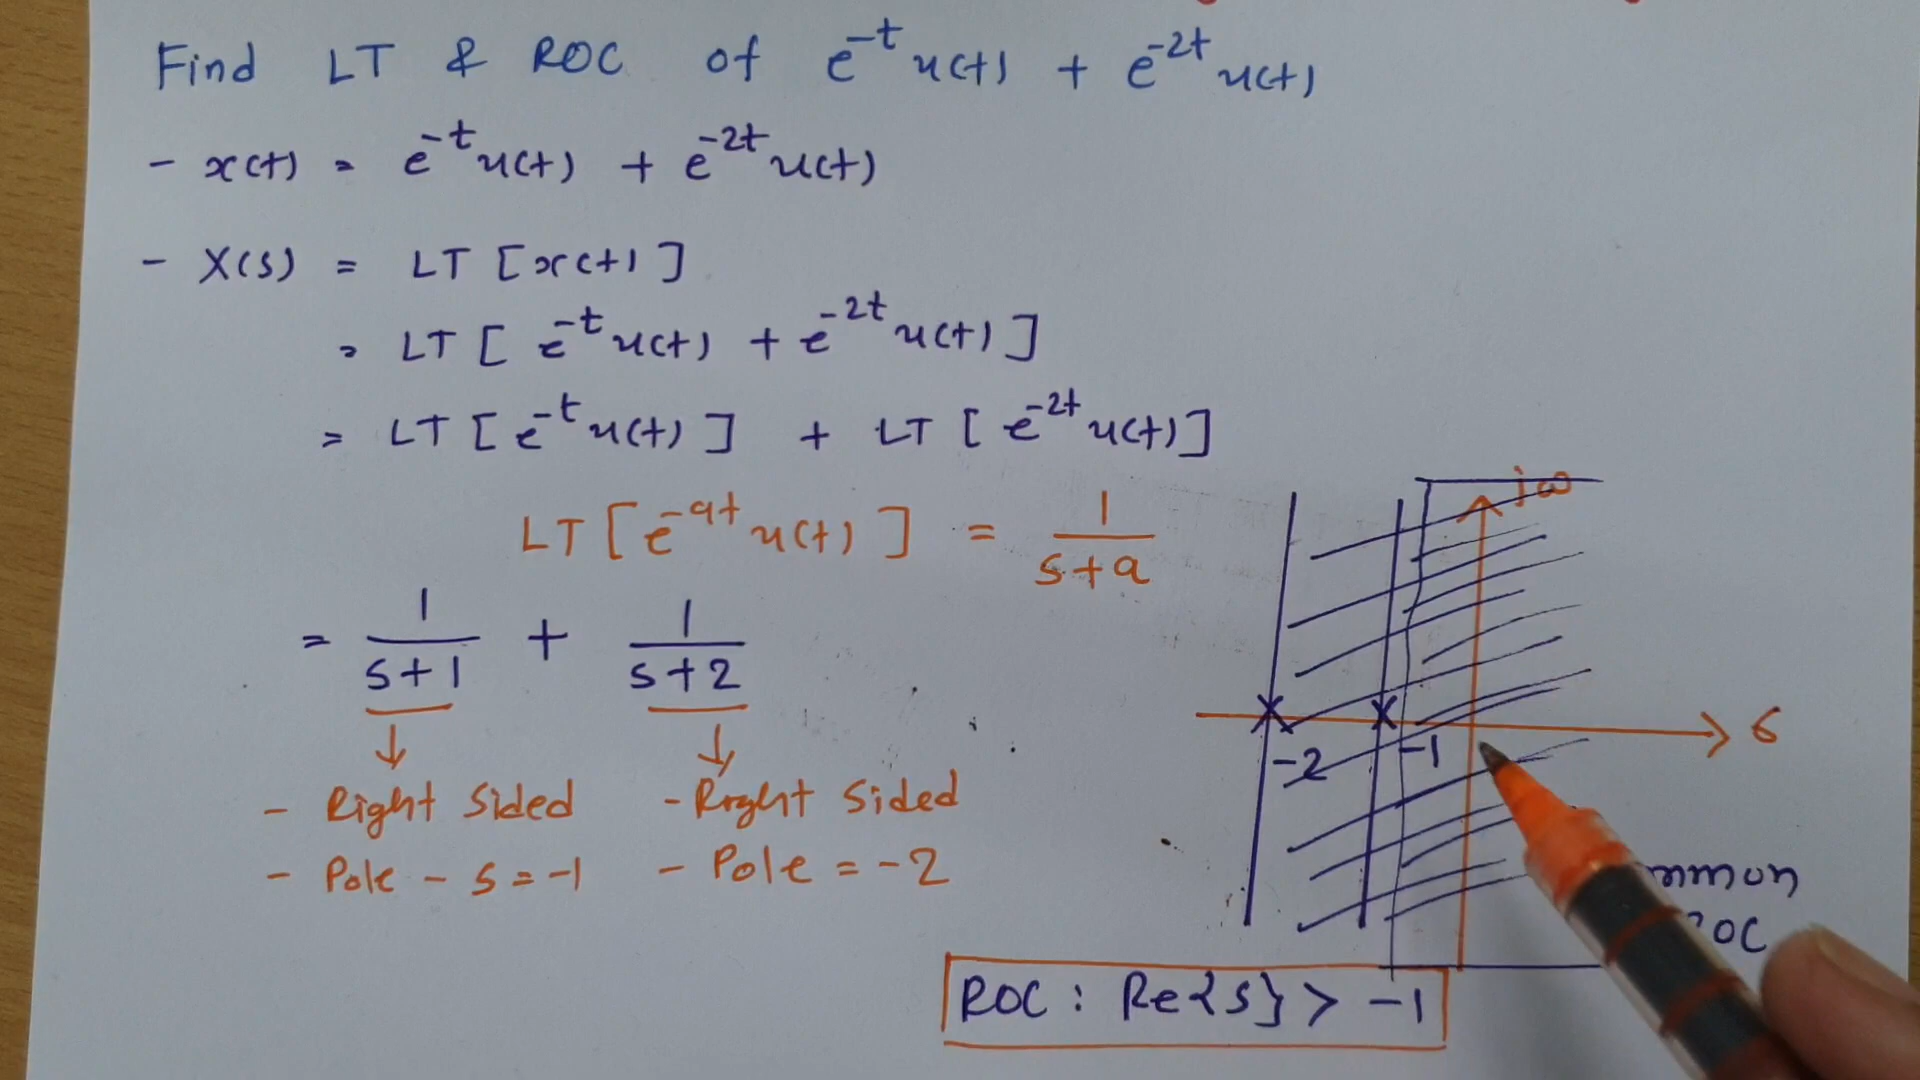 Find LT & ROC of e^-t u(t) + e^-2t u(t)
- x(t) = e^-t u(t) + e^-2t u(t)
- X(s) = LT [x(t)]
= LT [ e^-t u(t) + e^-2t u(t) ]
= LT [ e^-t u(t) ] + LT [ e^-2t u(t) ]
LT [ e^-at u(t) ] = 1/(s+a)
= 1/(s+1) + 1/(s+2)
- Right Sided
- Pole - s = -1
- Right Sided
- Pole = -2
jω
σ
-2 -1
ROC : Re{s} > -1